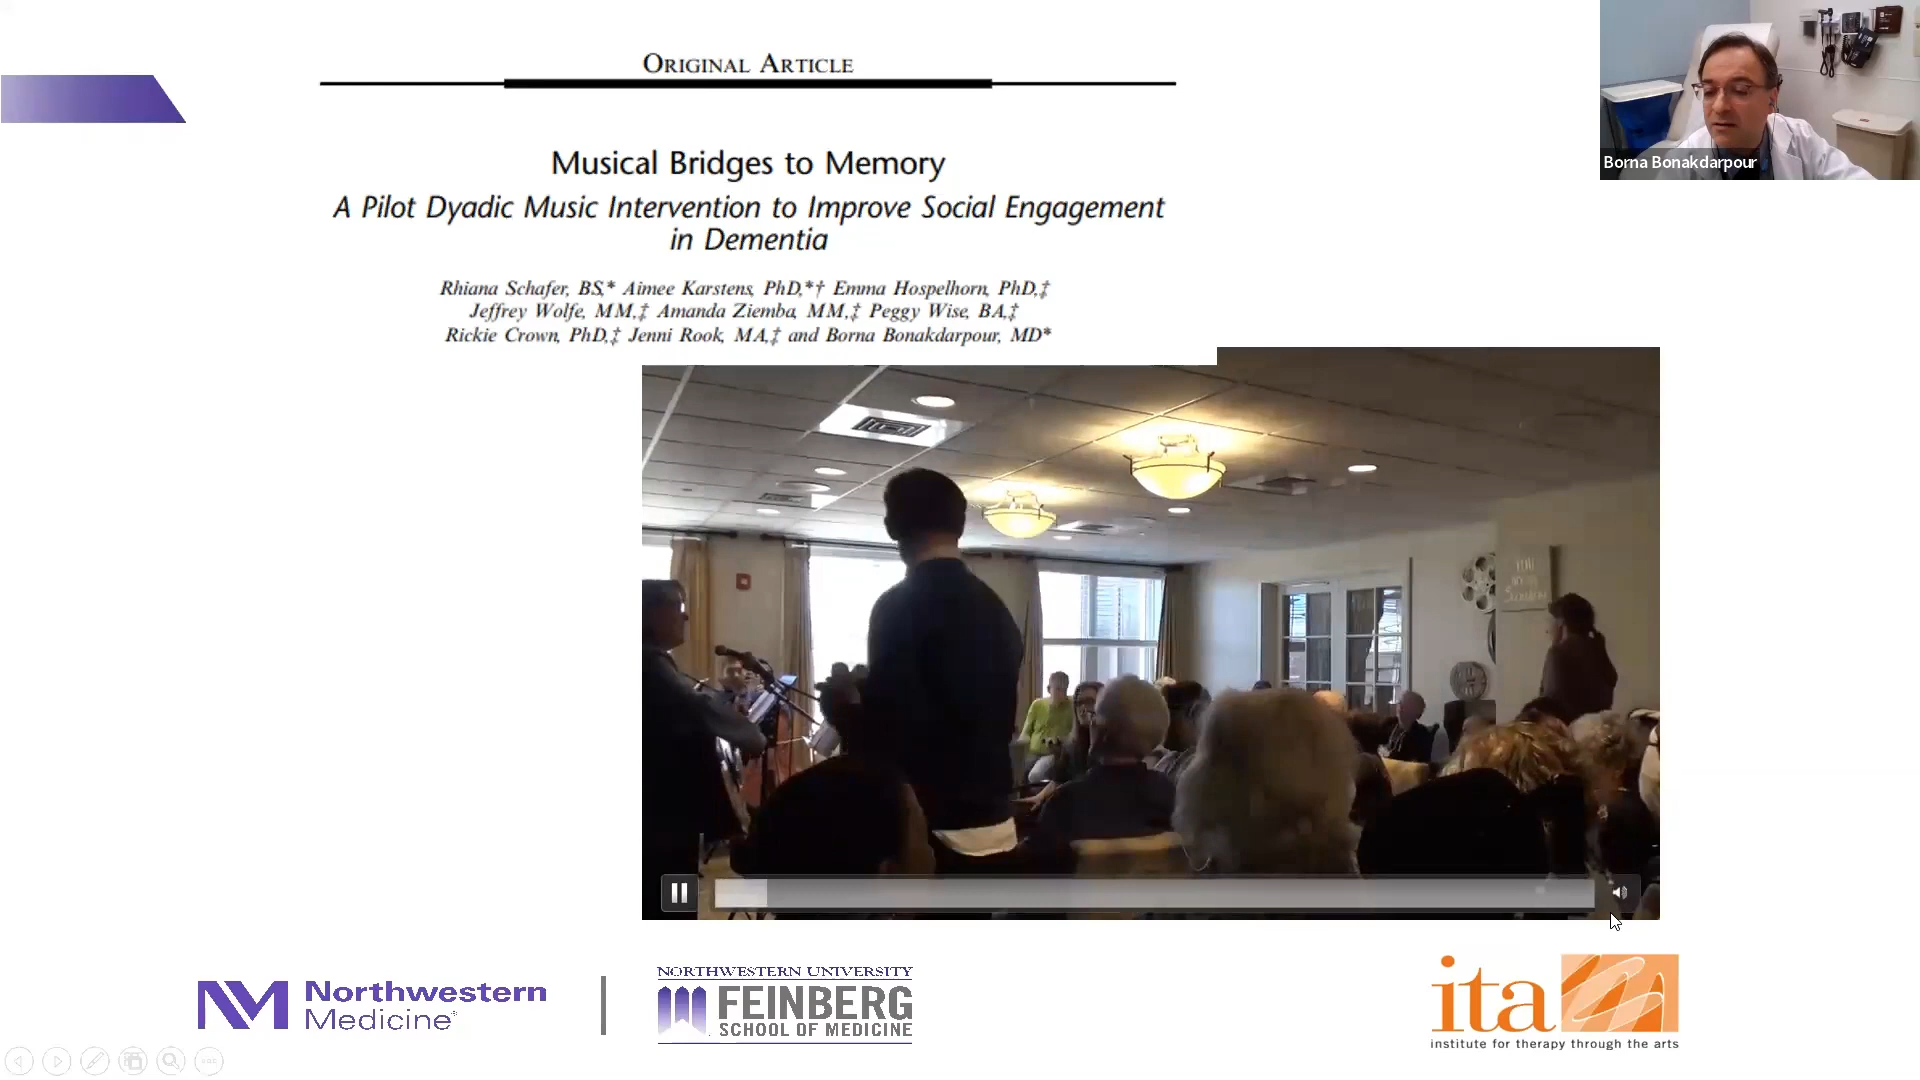 ORIGINAL ARTICLE
Musical Bridges to Memory
A Pilot Dyadic Music Intervention to Improve Social Engagement
in Dementia
Rhiana Schafer, BS,* Aimee Karstens, PhD,*† Emma Hospelhorn, PhD,‡
Jeffrey Wolfe, MM,‡ Amanda Ziemba, MM,‡ Peggy Wise, BA,‡
Rickie Crown, PhD,‡ Jenni Rook, MA,‡ and Borna Bonakdarpour, MD*
Borna Bonakdarpour
YOU
Sunshine
NM Northwestern
Medicine®
NORTHWESTERN UNIVERSITY
FEINBERG
SCHOOL OF MEDICINE
ita
institute for therapy through the arts